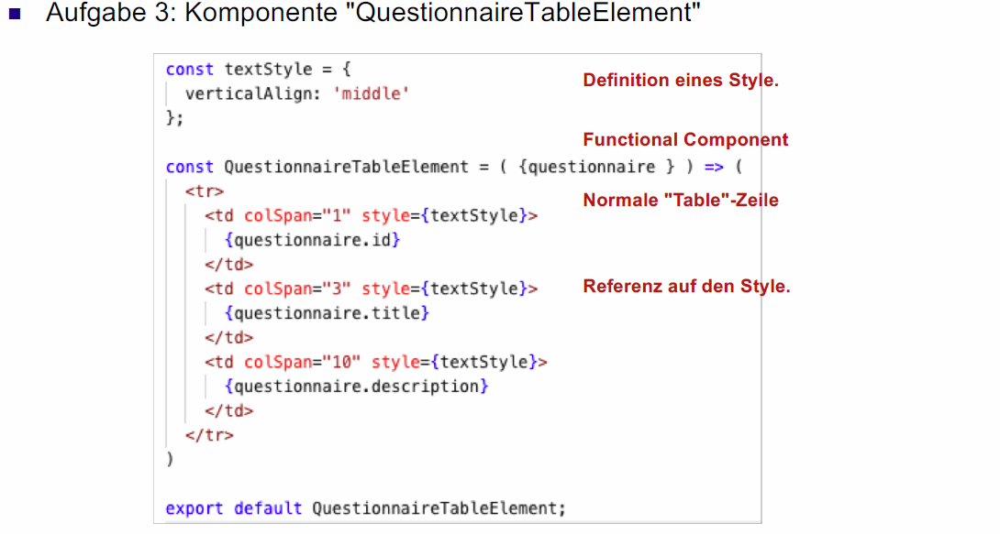 ▪ Aufgabe 3: Komponente "QuestionnaireTableElement"
const textStyle = {
Definition eines Style.
  verticalAlign: 'middle'
};
Functional Component
const QuestionnaireTableElement = ( {questionnaire } ) => (
  <tr>
Normale "Table"-Zeile
    <td colSpan="1" style={textStyle}>
      {questionnaire.id}
    </td>
    <td colSpan="3" style={textStyle}>
Referenz auf den Style.
      {questionnaire.title}
    </td>
    <td colSpan="10" style={textStyle}>
      {questionnaire.description}
    </td>
  </tr>
)
export default QuestionnaireTableElement;